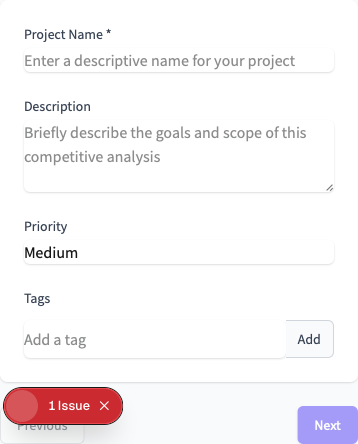 Project Name *
Enter a descriptive name for your project
Description
Briefly describe the goals and scope of this
competitive analysis
Priority
Medium
Tags
Add a tag
Add
1 Issue
Previous
Next